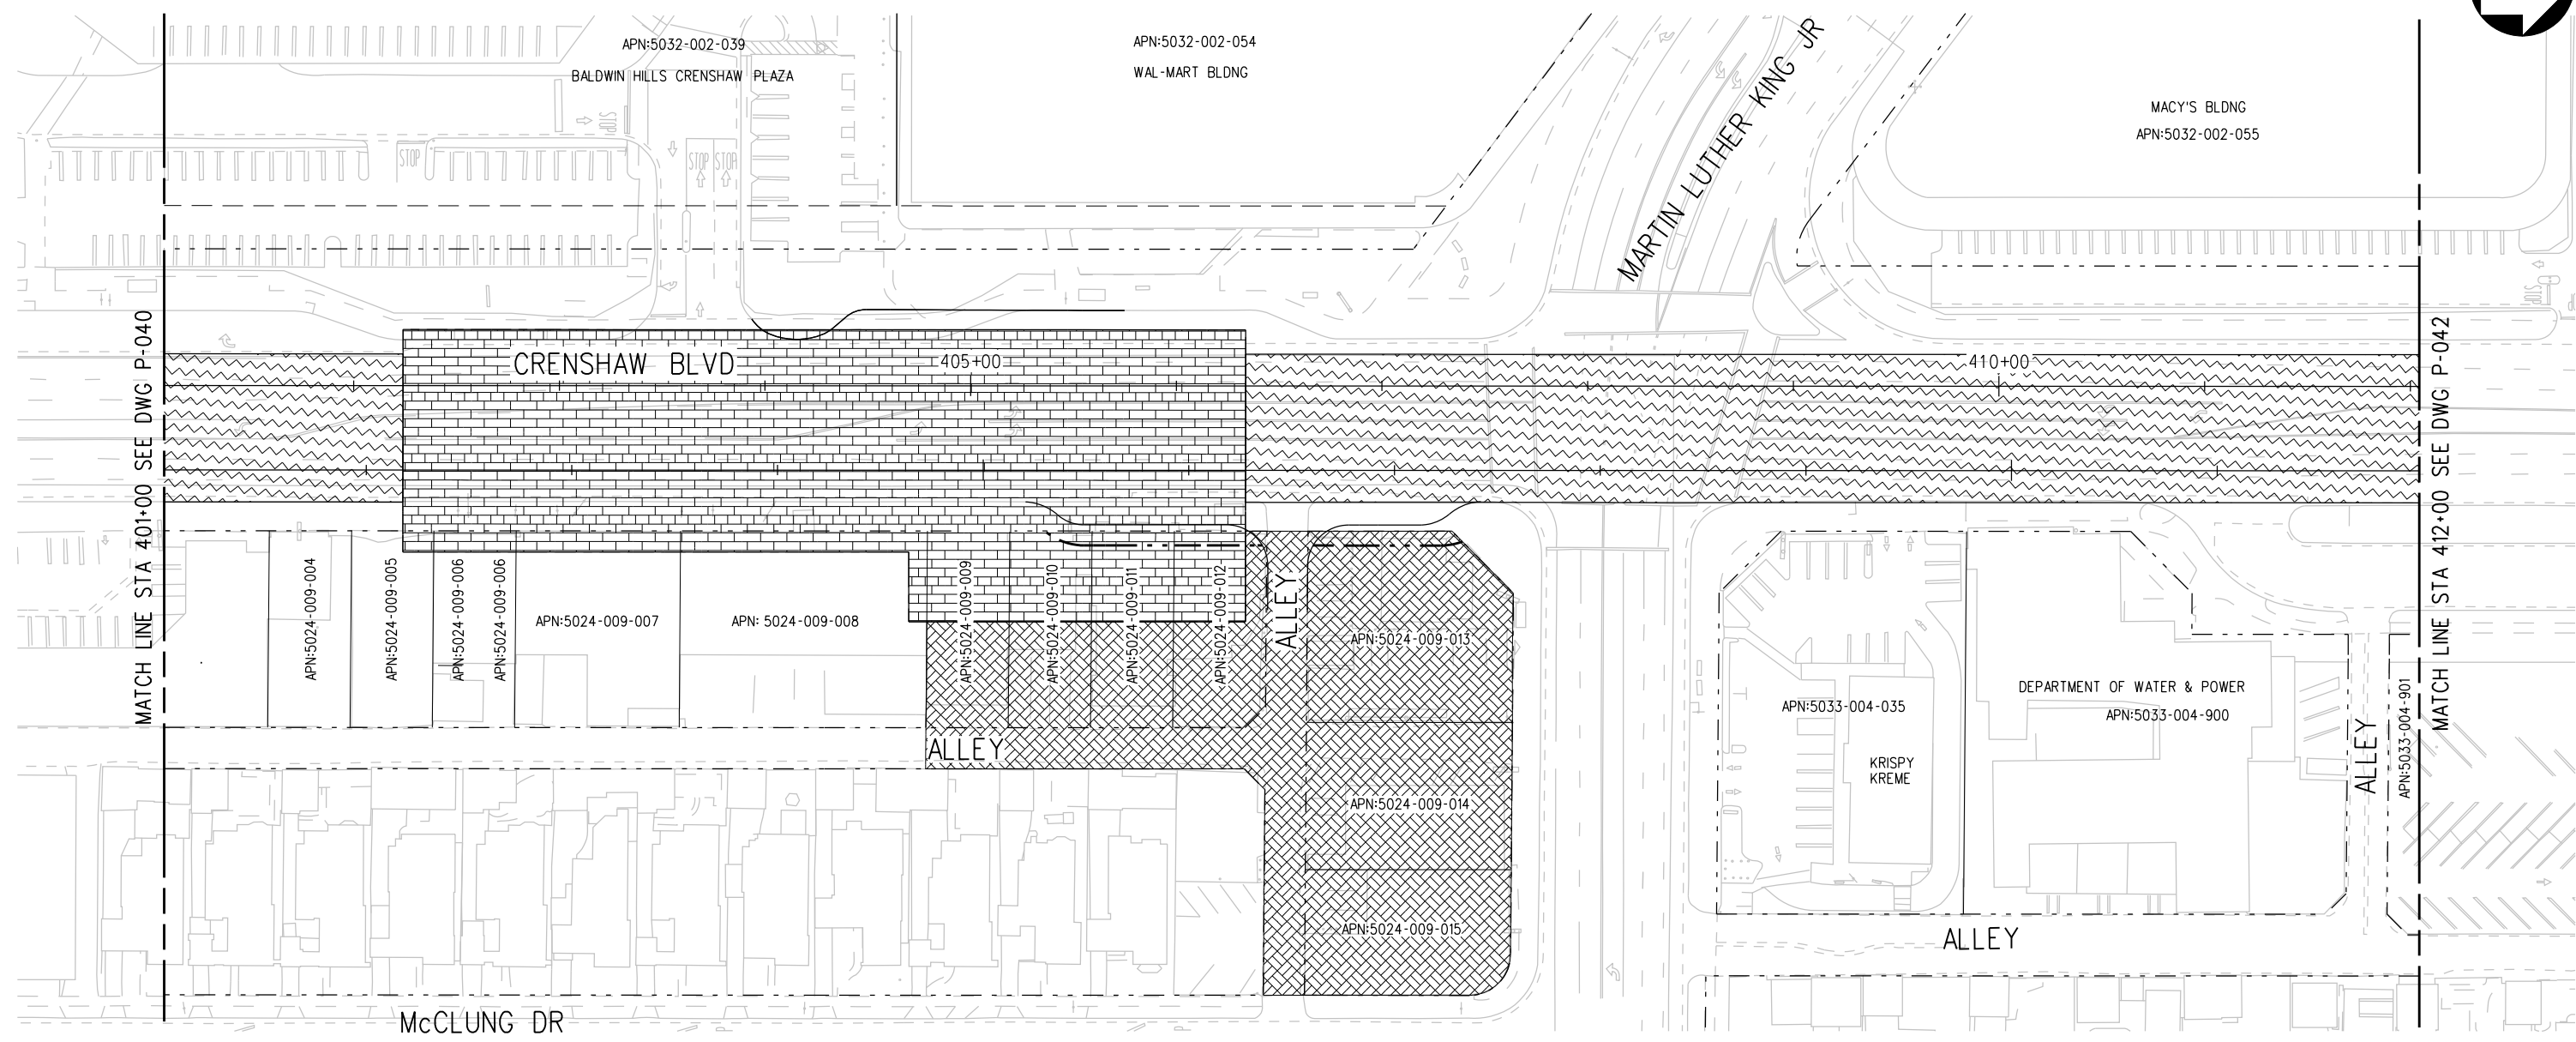 APN:5032-002-039
BALDWIN HILLS CRENSHAW PLAZA
APN:5032-002-054
WAL-MART BLDNG
MARTIN LUTHER KING JR
MACY'S BLDNG
APN:5032-002-055
STOP
STOP
STOP
STOP
STOP
MATCH LINE STA 401+00 SEE DWG P-040
CRENSHAW BLVD
405+00
410+00
MATCH LINE STA 412+00 SEE DWG P-042
APN:5024-009-004
APN:5024-009-005
APN:5024-009-006
APN:5024-009-006
APN:5024-009-007
APN: 5024-009-008
APN:5024-009-009
APN:5024-009-010
APN:5024-009-011
APN:5024-009-012
ALLEY
APN:5024-009-013
ALLEY
APN:5024-009-014
APN:5024-009-015
APN:5033-004-035
KRISPY
KREME
DEPARTMENT OF WATER & POWER
APN:5033-004-900
ALLEY
APN:5033-004-901
ALLEY
McCLUNG DR